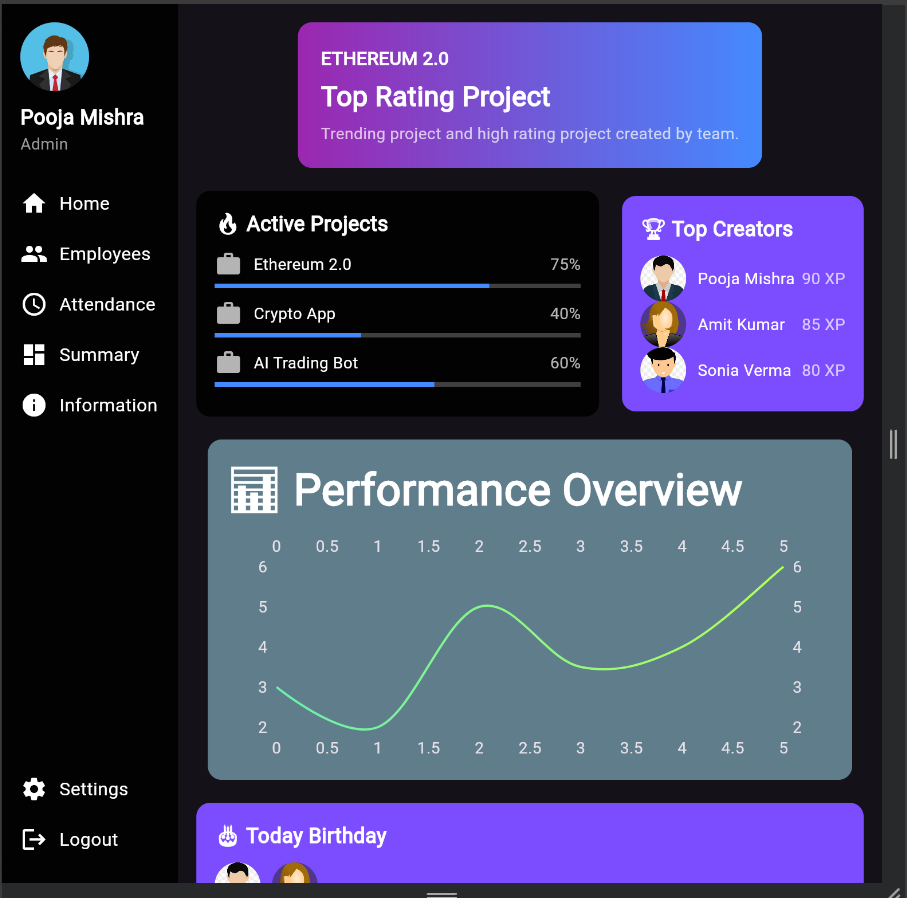 Pooja Mishra
Admin
Home
Employees
Attendance
Summary
Information
Settings
Logout
ETHEREUM 2.0
Top Rating Project
Trending project and high rating project created by team.
Active Projects
Ethereum 2.0 75%
Crypto App 40%
AI Trading Bot 60%
Top Creators
Pooja Mishra 90 XP
Amit Kumar 85 XP
Sonia Verma 80 XP
Performance Overview
0 0.5 1 1.5 2 2.5 3 3.5 4 4.5 5
6 6
5 5
4 4
3 3
2 2
0 0.5 1 1.5 2 2.5 3 3.5 4 4.5 5
Today Birthday